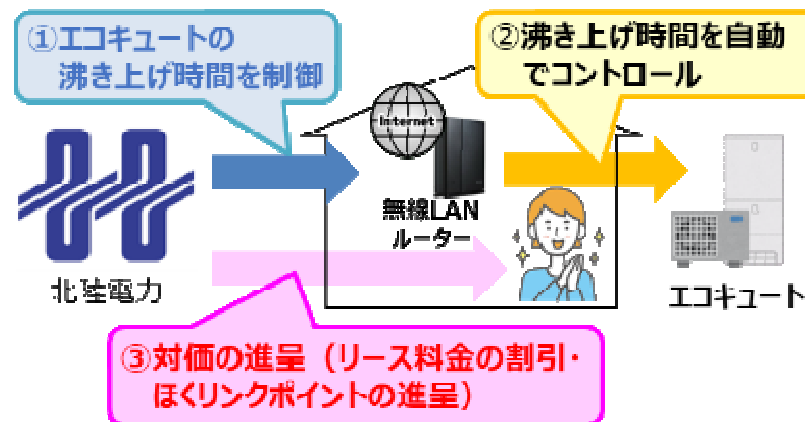 ①エコキュートの
沸き上げ時間を制御
②沸き上げ時間を自動
でコントロール
Internet
無線LAN
ルーター
北陸電力
エコキュート
③対価の進呈（リース料金の割引・
ほくリンクポイントの進呈）